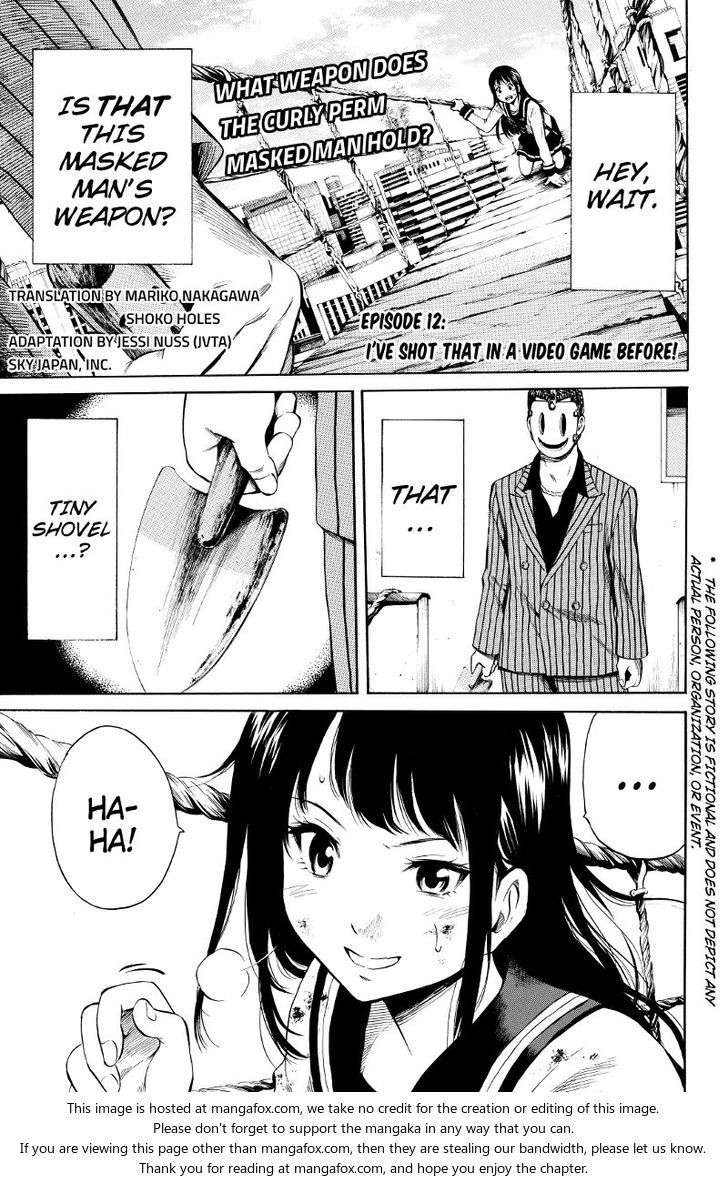 HEY,
WAIT.
WHAT WEAPON DOES
THE CURLY PERM
MASKED MAN HOLD?
IS THAT
THIS
MASKED
MAN'S
WEAPON?
TRANSLATION BY MARIKO NAKAGAWA
SHOKO HOLES
ADAPTATION BY JESSI NUSS (JVTA)
SKY JAPAN, INC.
EPISODE 12:
I'VE SHOT THAT IN A VIDEO GAME BEFORE!
THAT
...
TINY
SHOVEL
...?
* THE FOLLOWING STORY IS FICTIONAL AND DOES NOT DEPICT ANY
ACTUAL PERSON, ORGANIZATION, OR EVENT.
...
HA-
HA!
This image is hosted at mangafox.com, we take no credit for the creation or editing of this image.
Please don't forget to support the mangaka in any way that you can.
If you are viewing this page other than mangafox.com, then they are stealing our bandwidth, please let us know.
Thank you for reading at mangafox.com, and hope you enjoy the chapter.